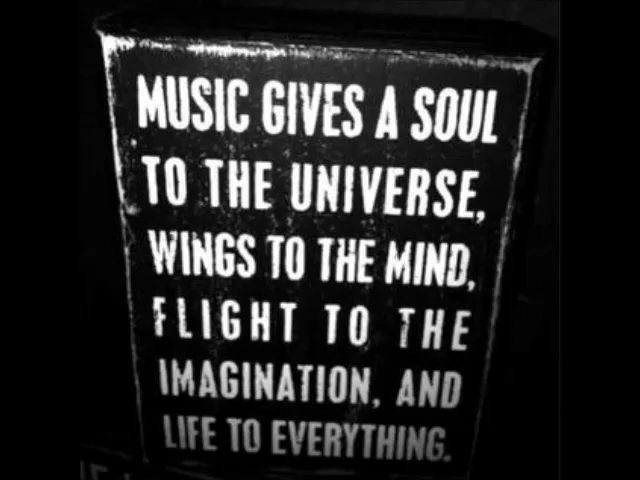 MUSIC GIVES A SOUL
TO THE UNIVERSE,
WINGS TO THE MIND,
FLIGHT TO THE
IMAGINATION, AND
LIFE TO EVERYTHING.